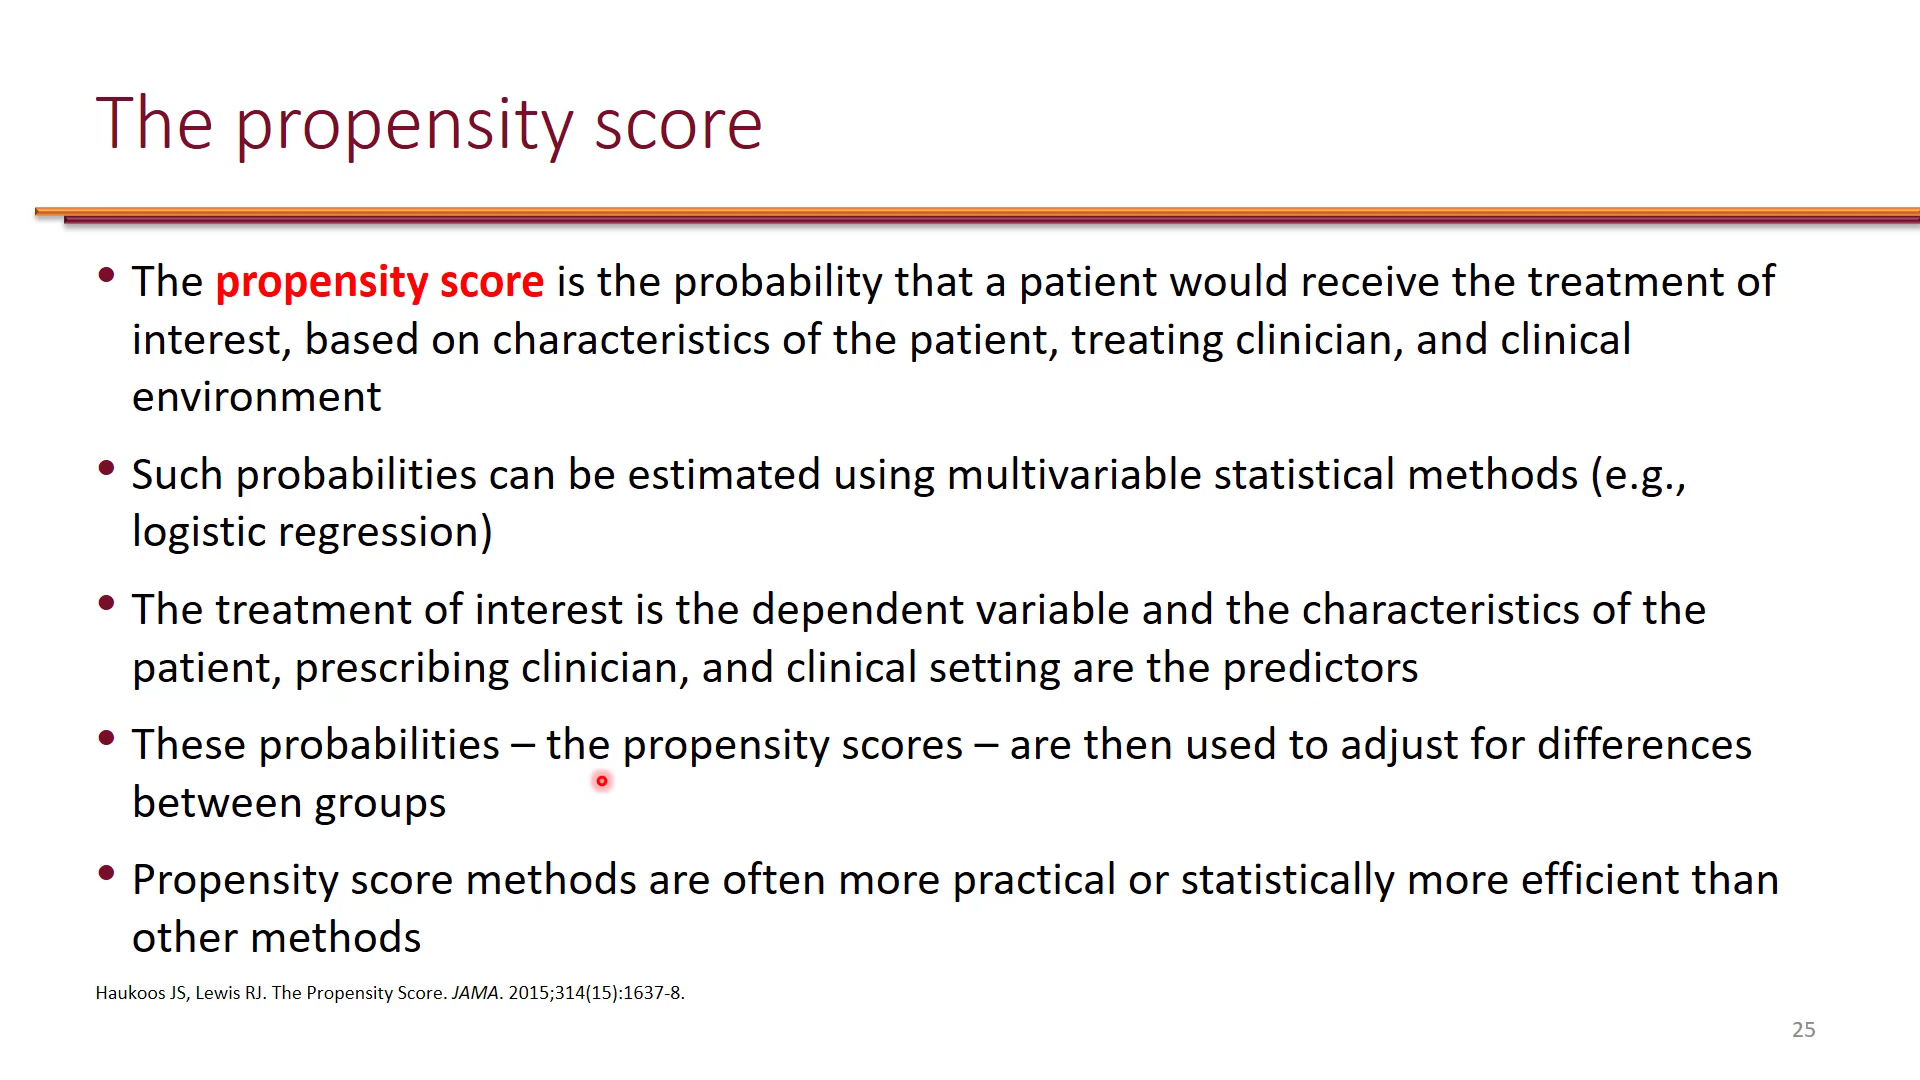 The propensity score
• The propensity score is the probability that a patient would receive the treatment of
interest, based on characteristics of the patient, treating clinician, and clinical
environment
• Such probabilities can be estimated using multivariable statistical methods (e.g.,
logistic regression)
• The treatment of interest is the dependent variable and the characteristics of the
patient, prescribing clinician, and clinical setting are the predictors
• These probabilities – the propensity scores – are then used to adjust for differences
between groups
• Propensity score methods are often more practical or statistically more efficient than
other methods
Haukoos JS, Lewis RJ. The Propensity Score. JAMA. 2015;314(15):1637-8.
25